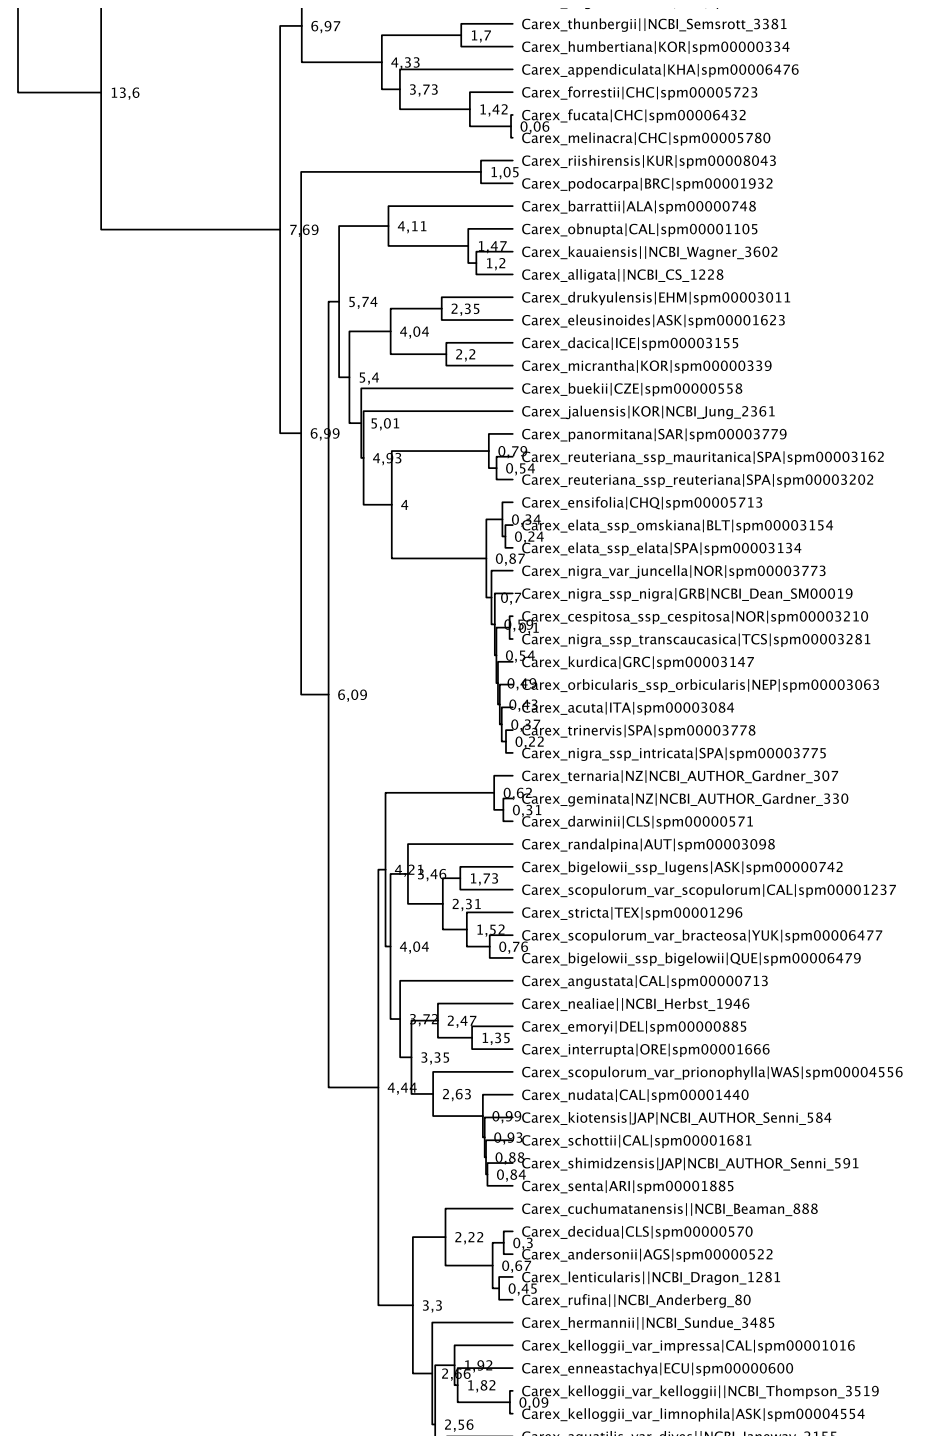 6,97
Carex_thunbergii||NCBI_Semsrott_3381
1,7
Carex_humbertiana|KOR|spm00000334
4,33
Carex_appendiculata|KHA|spm00006476
3,73
13,6
Carex_forrestii|CHC|spm00005723
1,42
Carex_fucata|CHC|spm00006432
0,06
Carex_melinacra|CHC|spm00005780
Carex_riishirensis|KUR|spm00008043
1,05
Carex_podocarpa|BRC|spm00001932
Carex_barrattii|ALA|spm00000748
4,11
7,69
Carex_obnupta|CAL|spm00001105
1,47
Carex_kauaiensis||NCBI_Wagner_3602
1,2
Carex_alligata||NCBI_CS_1228
5,74
Carex_drukyulensis|EHM|spm00003011
2,35
Carex_eleusinoides|ASK|spm00001623
4,04
Carex_dacica|ICE|spm00003155
2,2
Carex_micrantha|KOR|spm00000339
5,4
Carex_buekii|CZE|spm00000558
Carex_jaluensis|KOR|NCBI_Jung_2361
5,01
6,99
Carex_panormitana|SAR|spm00003779
0,79
4,93
Carex_reuteriana_ssp_mauritanica|SPA|spm00003162
0,54
Carex_reuteriana_ssp_reuteriana|SPA|spm00003202
4
Carex_ensifolia|CHQ|spm00005713
0,34
Carex_elata_ssp_omskiana|BLT|spm00003154
0,24
Carex_elata_ssp_elata|SPA|spm00003134
0,87
Carex_nigra_var_juncella|NOR|spm00003773
0,7
Carex_nigra_ssp_nigra|GRB|NCBI_Dean_SM00019
Carex_cespitosa_ssp_cespitosa|NOR|spm00003210
0,59
0,1
Carex_nigra_ssp_transcaucasica|TCS|spm00003281
0,54
Carex_kurdica|GRC|spm00003147
0,49
Carex_orbicularis_ssp_orbicularis|NEP|spm00003063
6,09
0,43
Carex_acuta|ITA|spm00003084
0,37
Carex_trinervis|SPA|spm00003778
0,22
Carex_nigra_ssp_intricata|SPA|spm00003775
Carex_ternaria|NZ|NCBI_AUTHOR_Gardner_307
0,62
Carex_geminata|NZ|NCBI_AUTHOR_Gardner_330
0,31
Carex_darwinii|CLS|spm00000571
Carex_randalpina|AUT|spm00003098
4,21
3,46
Carex_bigelowii_ssp_lugens|ASK|spm00000742
1,73
Carex_scopulorum_var_scopulorum|CAL|spm00001237
2,31
Carex_stricta|TEX|spm00001296
1,52
Carex_scopulorum_var_bracteosa|YUK|spm00006477
4,04
0,76
Carex_bigelowii_ssp_bigelowii|QUE|spm00006479
Carex_angustata|CAL|spm00000713
Carex_nealiae||NCBI_Herbst_1946
3,72
2,47
Carex_emoryi|DEL|spm00000885
1,35
Carex_interrupta|ORE|spm00001666
3,35
Carex_scopulorum_var_prionophylla|WAS|spm00004556
4,44
2,63
Carex_nudata|CAL|spm00001440
0,99
Carex_kiotensis|JAP|NCBI_AUTHOR_Senni_584
0,93
Carex_schottii|CAL|spm00001681
0,88
Carex_shimidzensis|JAP|NCBI_AUTHOR_Senni_591
0,84
Carex_senta|ARI|spm00001885
Carex_cuchumatanensis||NCBI_Beaman_888
2,22
Carex_decidua|CLS|spm00000570
0,3
Carex_andersonii|AGS|spm00000522
0,67
Carex_lenticularis||NCBI_Dragon_1281
0,45
Carex_rufina||NCBI_Anderberg_80
3,3
Carex_hermannii||NCBI_Sundue_3485
Carex_kelloggii_var_impressa|CAL|spm00001016
1,92
2,66
Carex_enneastachya|ECU|spm00000600
1,82
Carex_kelloggii_var_kelloggii||NCBI_Thompson_3519
0,09
Carex_kelloggii_var_limnophila|ASK|spm00004554
2,56